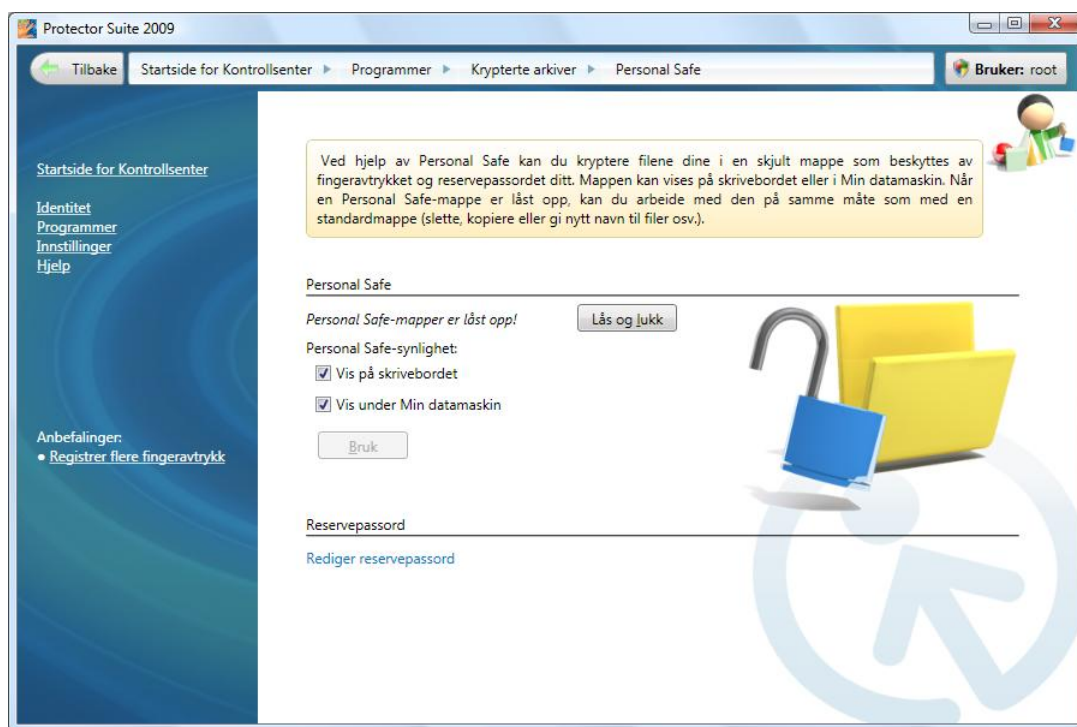 Protector Suite 2009
Tilbake
Startside for Kontrollsenter
Programmer
Krypterte arkiver
Personal Safe
Bruker: root
Startside for Kontrollsenter
Identitet
Programmer
Innstillinger
Hjelp
Anbefalinger:
• Registrer flere fingeravtrykk
Ved hjelp av Personal Safe kan du kryptere filene dine i en skjult mappe som beskyttes av
fingeravtrykket og reservepassordet ditt. Mappen kan vises på skrivebordet eller i Min datamaskin. Når
en Personal Safe-mappe er låst opp, kan du arbeide med den på samme måte som med en
standardmappe (slette, kopiere eller gi nytt navn til filer osv.).
Personal Safe
Personal Safe-mapper er låst opp!
Lås og lukk
Personal Safe-synlighet:
Vis på skrivebordet
Vis under Min datamaskin
Bruk
Reservepassord
Rediger reservepassord